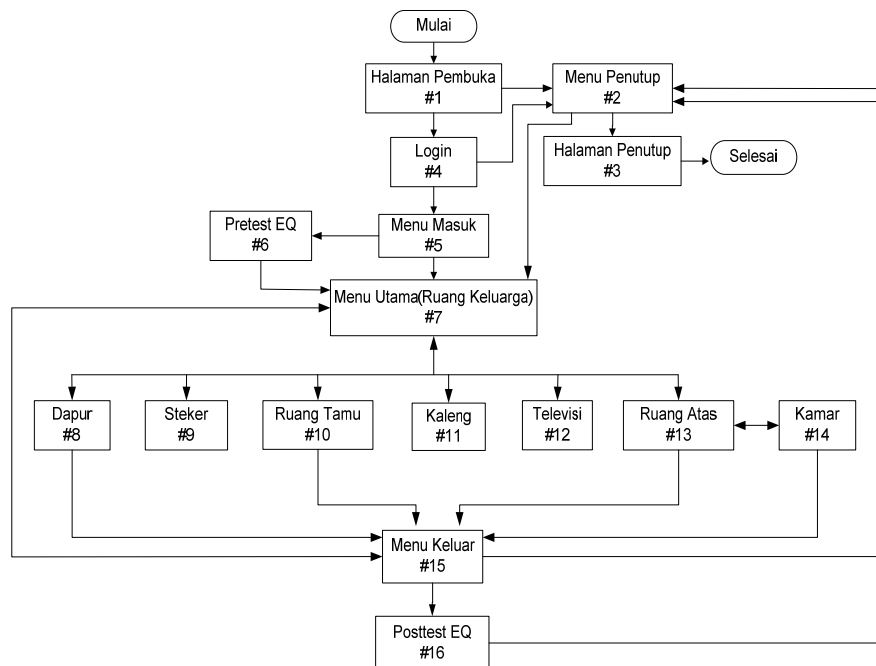 Mulai
Halaman Pembuka
#1
Menu Penutup
#2
Login
#4
Halaman Penutup
#3
Selesai
Pretest EQ
#6
Menu Masuk
#5
Menu Utama(Ruang Keluarga)
#7
Dapur
#8
Steker
#9
Ruang Tamu
#10
Kaleng
#11
Televisi
#12
Ruang Atas
#13
Kamar
#14
Menu Keluar
#15
Posttest EQ
#16